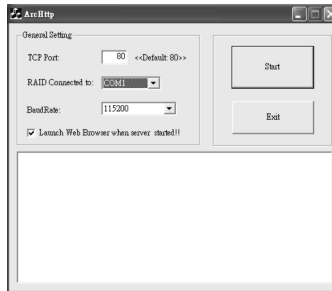 ArcHttp
General Setting
TCP Port: 80 <<Default: 80>>
RAID Connected to: COM1
BaudRate: 115200
Launch Web Browser when server started!!
Start
Exit